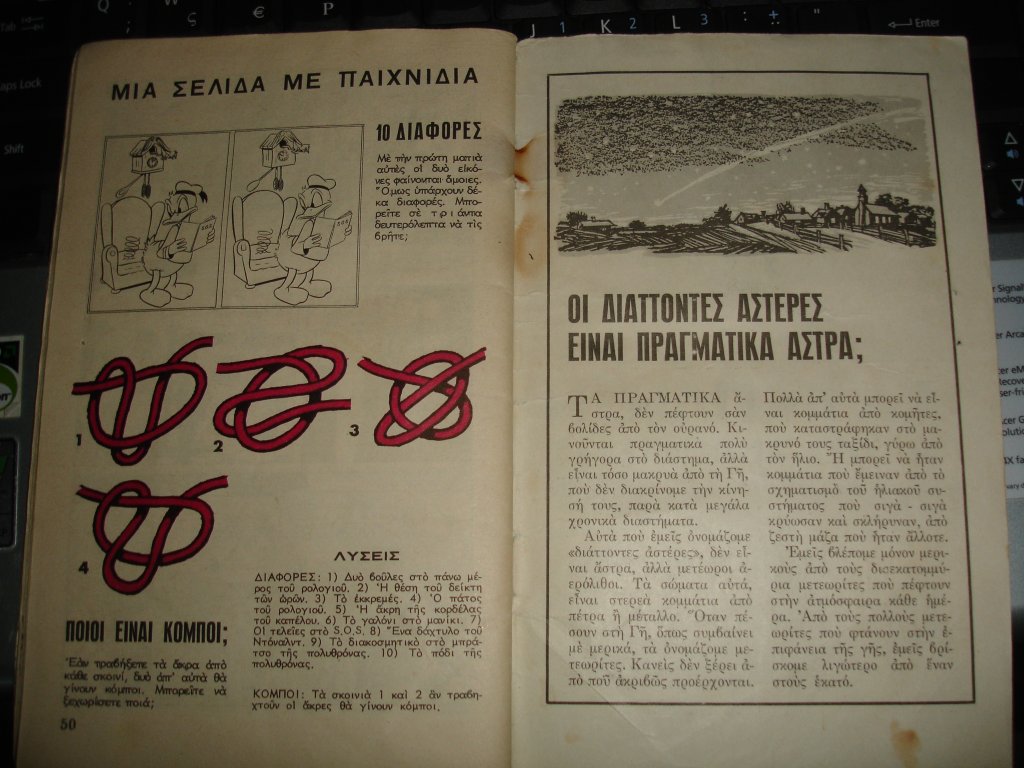 ΜΙΑ ΣΕΛΙΔΑ ΜΕ ΠΑΙΧΝΙΔΙΑ
10 ΔΙΑΦΟΡΕΣ
Μὲ τὴν πρώτη ματιὰ
αὐτὲς οἱ δυὸ εἰκό-
νες φαίνονται ὅμοιες.
Ὅμως ὑπάρχουν δέ-
κα διαφορές. Μπο-
ρεῖτε σὲ τριάντα
δευτερόλεπτα νὰ τὶς
βρῆτε;
1
2
3
4
ΠΟΙΟΙ ΕΙΝΑΙ ΚΟΜΠΟΙ;
Ἐὰν τραβήξετε τὰ ἄκρα ἀπὸ
κάθε σκοινί, δυὸ ἀπ' αὐτὰ θὰ
γίνουν κόμποι. Μπορεῖτε νὰ
ξεχωρίσετε ποιά;
50
ΛΥΣΕΙΣ
ΔΙΑΦΟΡΕΣ: 1) Δυὸ βοῦλες στὸ πάνω μέ-
ρος τοῦ ρολογιοῦ. 2) Ἡ θέση τοῦ δείκτη
τῶν ὡρῶν. 3) Τὸ ἐκκρεμές. 4) Ὁ πάτος
τοῦ ρολογιοῦ. 5) Ἡ ἄκρη τῆς κορδέλας
τοῦ καπέλου. 6) Τὸ γαλόνι στὸ μανίκι. 7)
Οἱ τελεῖες στὸ S.O.S. 8) Ἕνα δάχτυλο τοῦ
Ντόναλντ. 9) Τὸ διακοσμητικὸ στὸ μπρά-
τσο τῆς πολυθρόνας. 10) Τὸ πόδι τῆς
πολυθρόνας.
ΚΟΜΠΟΙ: Τὰ σκοινιὰ 1 καὶ 2 ἂν τραβη-
χτοῦν οἱ ἄκρες θὰ γίνουν κόμποι.
ΟΙ ΔΙΑΤΤΟΝΤΕΣ ΑΣΤΕΡΕΣ
ΕΙΝΑΙ ΠΡΑΓΜΑΤΙΚΑ ΑΣΤΡΑ;
ΤΑ ΠΡΑΓΜΑΤΙΚΑ ἄ-
στρα, δὲν πέφτουν σὰν
βολίδες ἀπὸ τὸν οὐρανό. Κι-
νοῦνται πραγματικὰ πολὺ
γρήγορα στὸ διάστημα, ἀλλὰ
εἶναι τόσο μακρυὰ ἀπὸ τὴ Γῆ,
ποὺ δὲν διακρίνομε τὴν κίνη-
σή τους, παρὰ κατὰ μεγάλα
χρονικὰ διαστήματα.
Αὐτὰ ποὺ ἐμεῖς ὀνομάζομε
«διάττοντες ἀστέρες», δὲν εἶ-
ναι ἄστρα, ἀλλὰ μετέωροι ἀ-
ερόλιθοι. Τὰ σώματα αὐτά,
εἶναι στερεὰ κομμάτια ἀπὸ
πέτρα ἢ μέταλλο. Ὅταν πέ-
σουν στὴ Γῆ, ὅπως συμβαίνει
μὲ μερικά, τὰ ὀνομάζομε με-
τεωρίτες. Κανεὶς δὲν ξέρει ἀ-
πὸ ποῦ ἀκριβῶς προέρχονται.
Πολλὰ ἀπ' αὐτὰ μπορεῖ νὰ εἶ-
ναι κομμάτια ἀπὸ κομῆτες,
ποὺ καταστράφηκαν στὸ μα-
κρυνό τους ταξίδι, γύρω ἀπὸ
τὸν ἥλιο. Ἢ μπορεῖ νὰ ἦταν
κομμάτια ποὺ ἔμειναν ἀπὸ τὸ
σχηματισμὸ τοῦ ἡλιακοῦ συ-
στήματος ποὺ σιγὰ - σιγὰ
κρύωσαν καὶ σκλήρυναν, ἀπὸ
ζεστὴ μάζα ποὺ ἦταν ἄλλοτε.
Ἐμεῖς βλέπομε μόνον μερι-
κοὺς ἀπὸ τοὺς δισεκατομμύ-
ρια μετεωρίτες ποὺ πέφτουν
στὴν ἀτμόσφαιρα κάθε ἡμέ-
ρα. Ἀπὸ τοὺς πολλοὺς μετε-
ωρίτες ποὺ φτάνουν στὴν ἐ-
πιφάνεια τῆς γῆς, ἐμεῖς βρί-
σκομε λιγώτερο ἀπὸ ἕναν
στοὺς ἑκατό.
Tab
Caps Lock
Shift
Enter